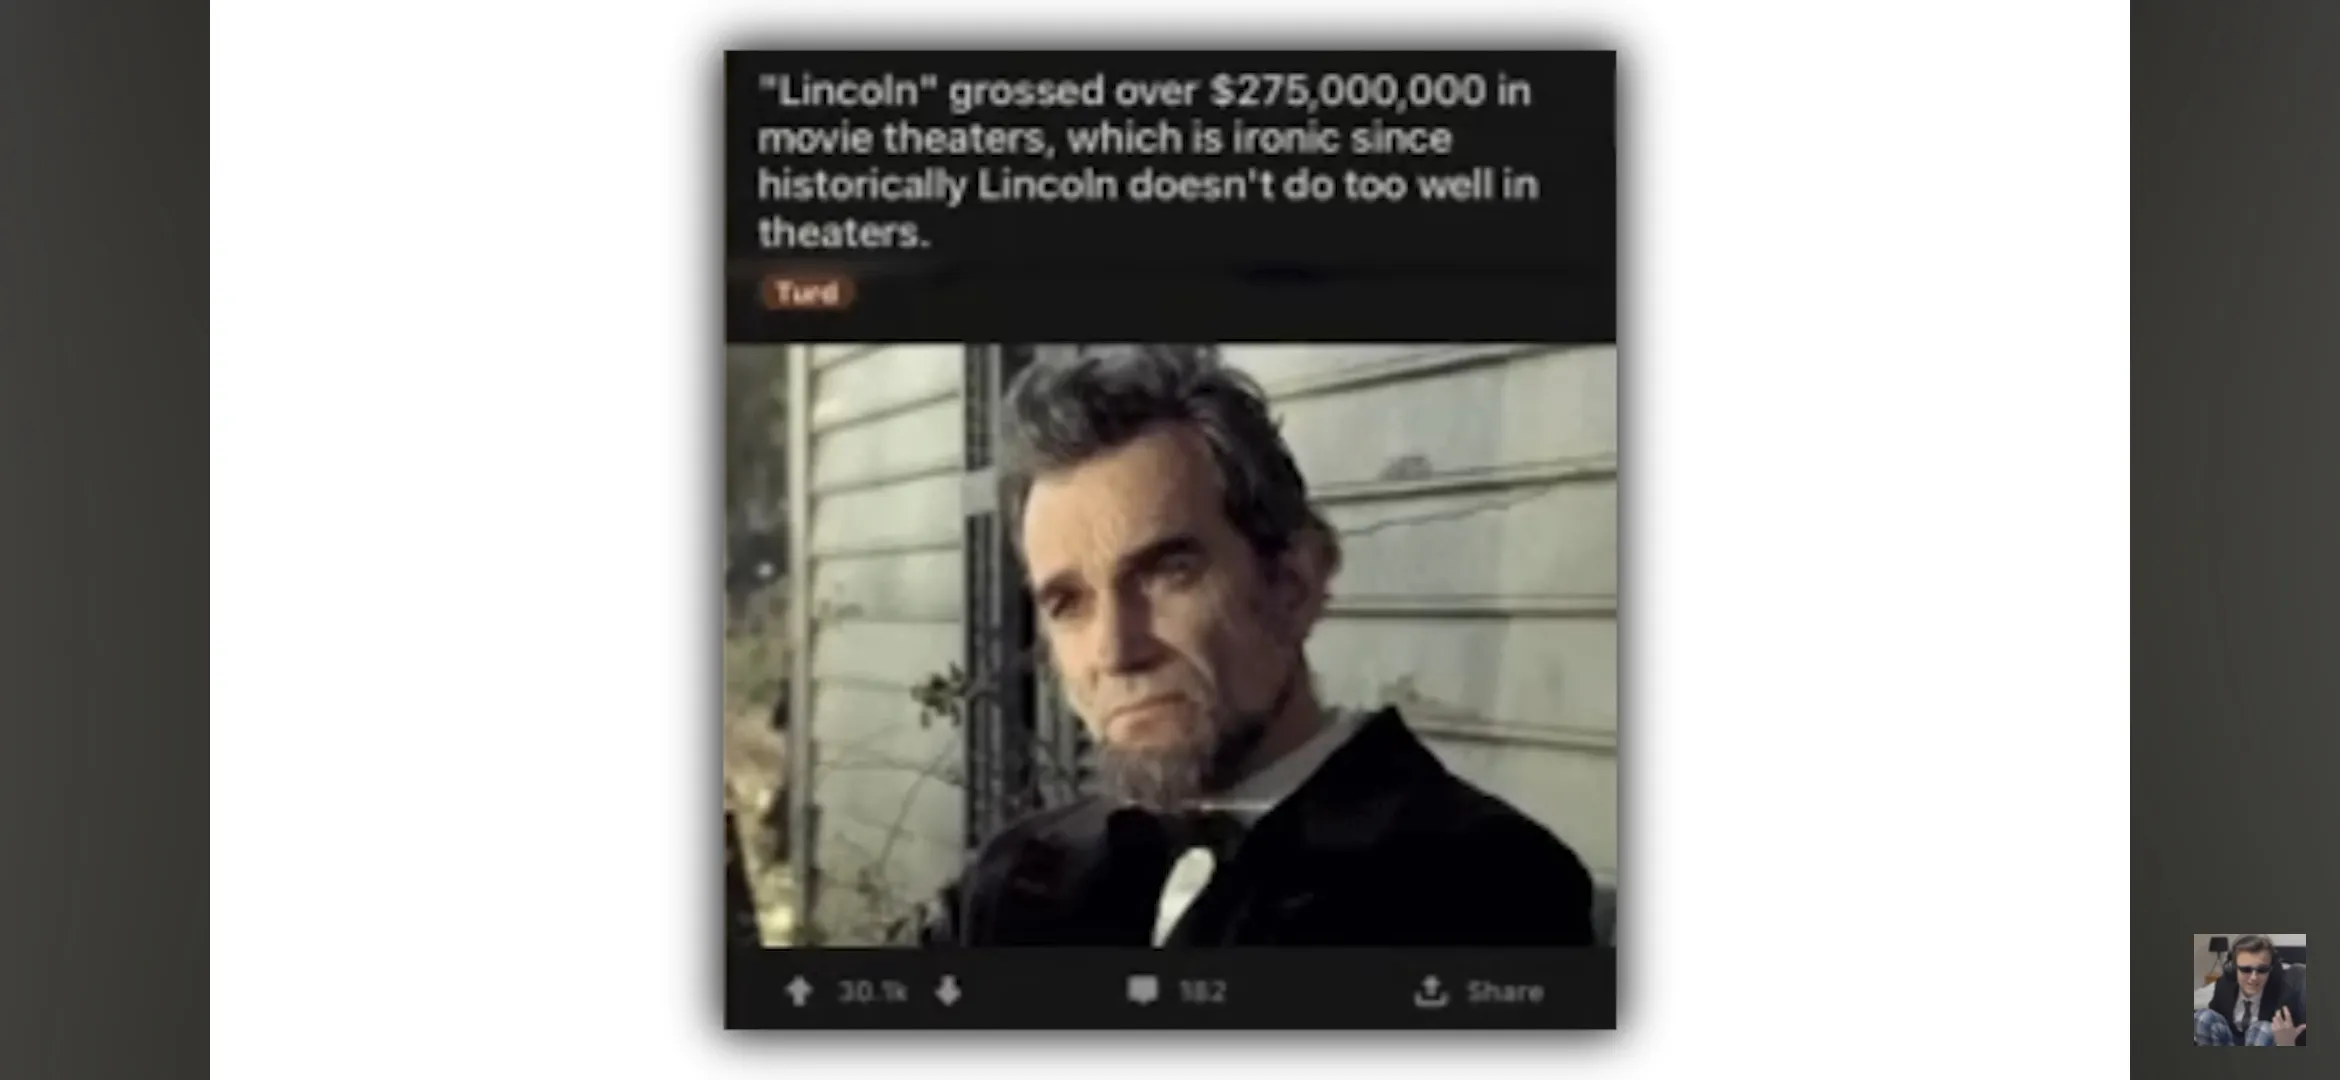 "Lincoln" grossed over $275,000,000 in
movie theaters, which is ironic since
historically Lincoln doesn't do too well in
theaters.
Turd
30.1k 182 Share